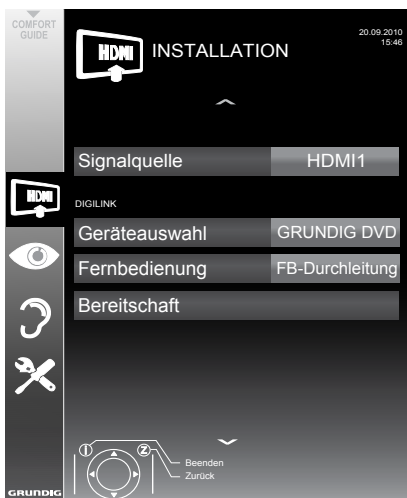 COMFORT
GUIDE
HDMI
INSTALLATION
20.09.2010
15:46
Signalquelle HDMI1
HDMI
DIGILINK
Geräteauswahl GRUNDIG DVD
Fernbedienung FB-Durchleitung
Bereitschaft
Z
Beenden
Zurück
GRUNDIG